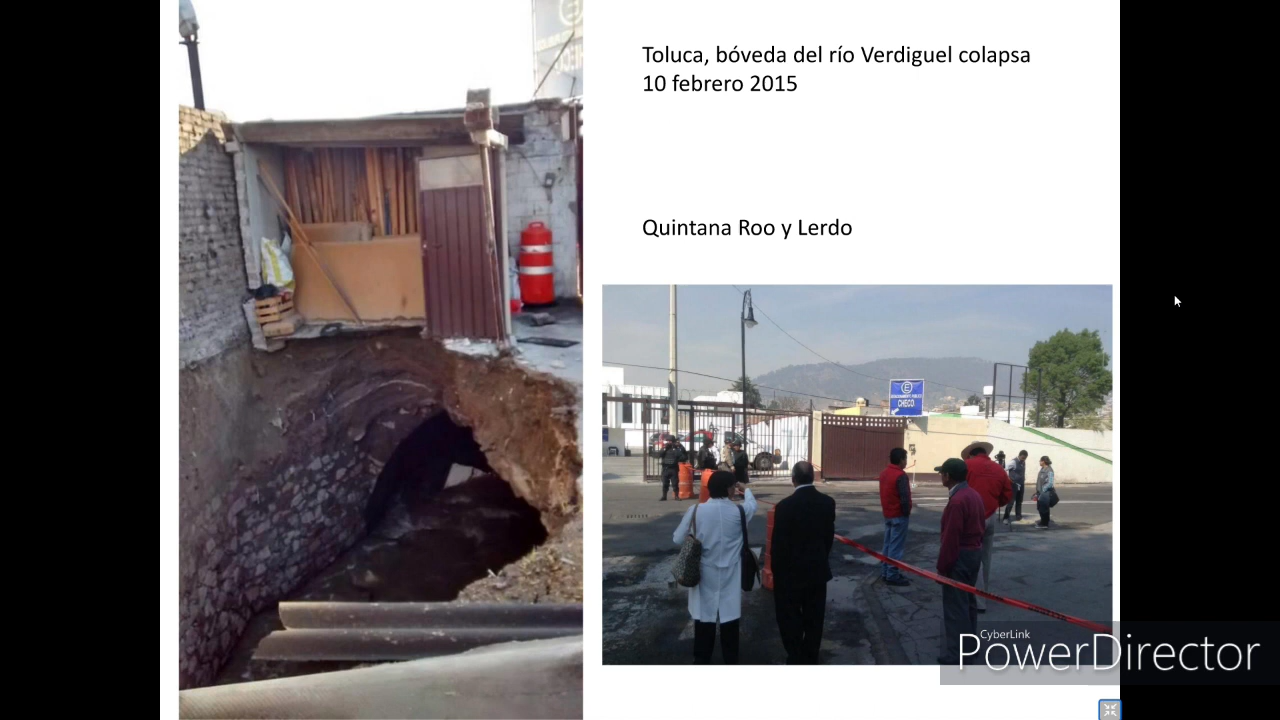 Toluca, bóveda del río Verdiguel colapsa
10 febrero 2015
Quintana Roo y Lerdo
E
CHECO
CyberLink
PowerDirector